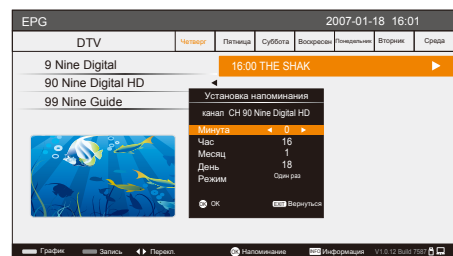 EPG 2007-01-18 16:01
DTV Четверг Пятница Суббота Воскресен Понедельник Вторник Среда
9 Nine Digital 16:00 THE SHAK
90 Nine Digital HD
99 Nine Guide
Установка напоминания
канал CH 90 Nine Digital HD
Минута 0
Час 16
Месяц 1
День 18
Режим Один раз
OK OK EXIT Вернуться
График Запись Перекл. OK Напоминание INFO Информация V1.0.12 Build 7587